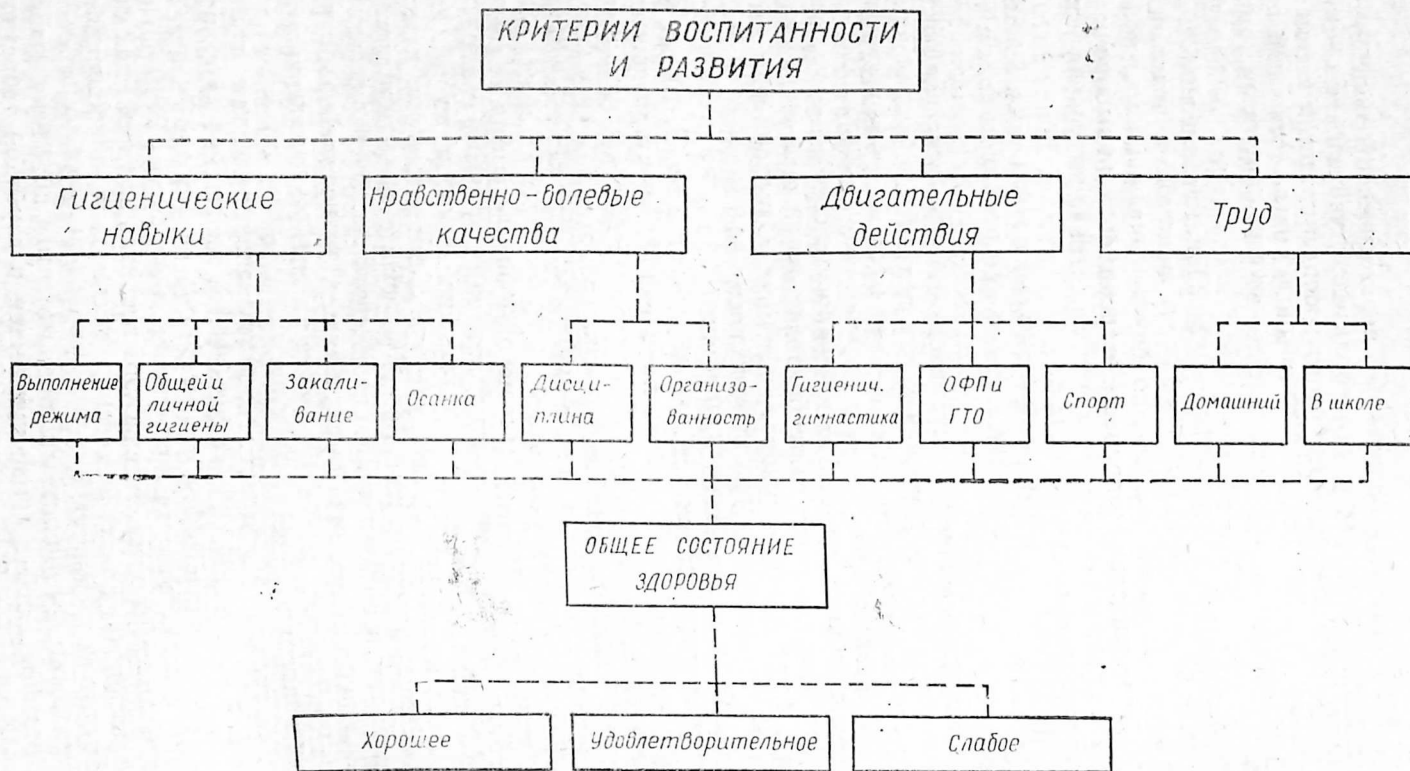 КРИТЕРИИ ВОСПИТАННОСТИ
И РАЗВИТИЯ
Гигиенические
навыки
Нравственно-волевые
качества
Двигательные
действия
Труд
Выполнение
режима
Общей и
личной
гигиены
Закали-
вание
Осанка
Дисци-
плина
Организо-
ванность
Гигиенич.
гимнастика
ОФП и
ГТО
Спорт
Домашний
В школе
ОБЩЕЕ СОСТОЯНИЕ
ЗДОРОВЬЯ
Хорошее
Удовлетворительное
Слабое